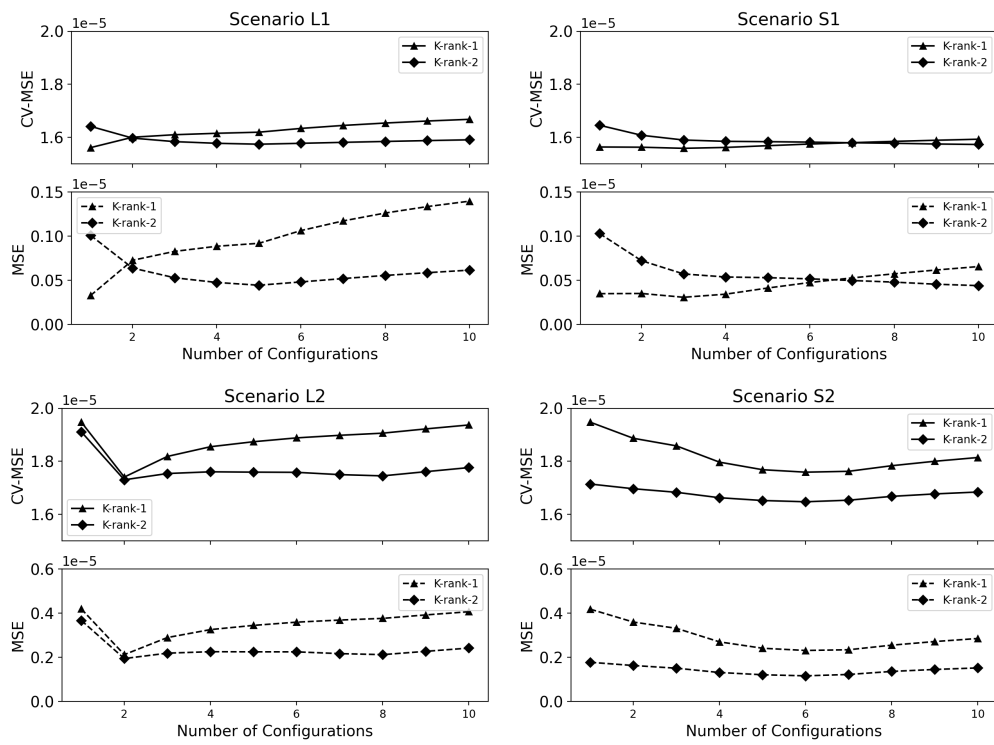 Scenario L1
1e−5
2.0
1.8
1.6
CV-MSE
K-rank-1
K-rank-2
1e−5
0.15
0.10
0.05
0.00
MSE
K-rank-1
K-rank-2
2 4 6 8 10
Number of Configurations
Scenario S1
1e−5
2.0
1.8
1.6
CV-MSE
K-rank-1
K-rank-2
1e−5
0.15
0.10
0.05
0.00
MSE
K-rank-1
K-rank-2
2 4 6 8 10
Number of Configurations
Scenario L2
1e−5
2.0
1.8
1.6
CV-MSE
K-rank-1
K-rank-2
1e−5
0.6
0.4
0.2
0.0
MSE
K-rank-1
K-rank-2
2 4 6 8 10
Number of Configurations
Scenario S2
1e−5
2.0
1.8
1.6
CV-MSE
K-rank-1
K-rank-2
1e−5
0.6
0.4
0.2
0.0
MSE
K-rank-1
K-rank-2
2 4 6 8 10
Number of Configurations